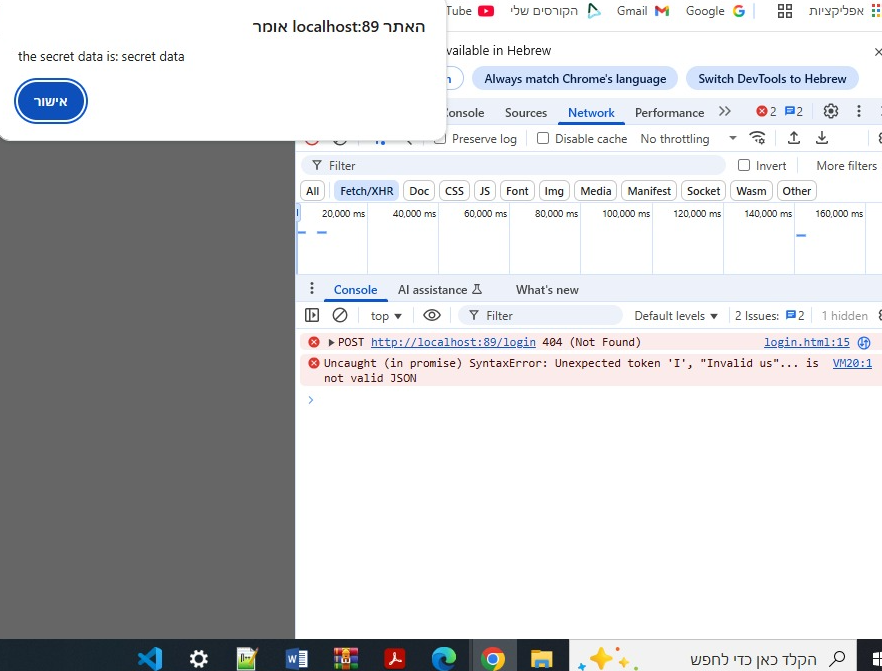 האתר localhost:89 אומר
the secret data is: secret data
אישור
Tube הקורסים שלי Gmail Google אפליקציות
vailable in Hebrew
Always match Chrome's language Switch DevTools to Hebrew
onsole Sources Network Performance 2 2
Preserve log Disable cache No throttling
Filter Invert More filters
All Fetch/XHR Doc CSS JS Font Img Media Manifest Socket Wasm Other
20,000 ms 40,000 ms 60,000 ms 80,000 ms 100,000 ms 120,000 ms 140,000 ms 160,000 ms
Console AI assistance What's new
top Filter Default levels 2 Issues: 2 1 hidden
POST http://localhost:89/login 404 (Not Found) login.html:15
Uncaught (in promise) SyntaxError: Unexpected token 'I', "Invalid us"... is VM20:1
not valid JSON
הקלד כאן כדי לחפש